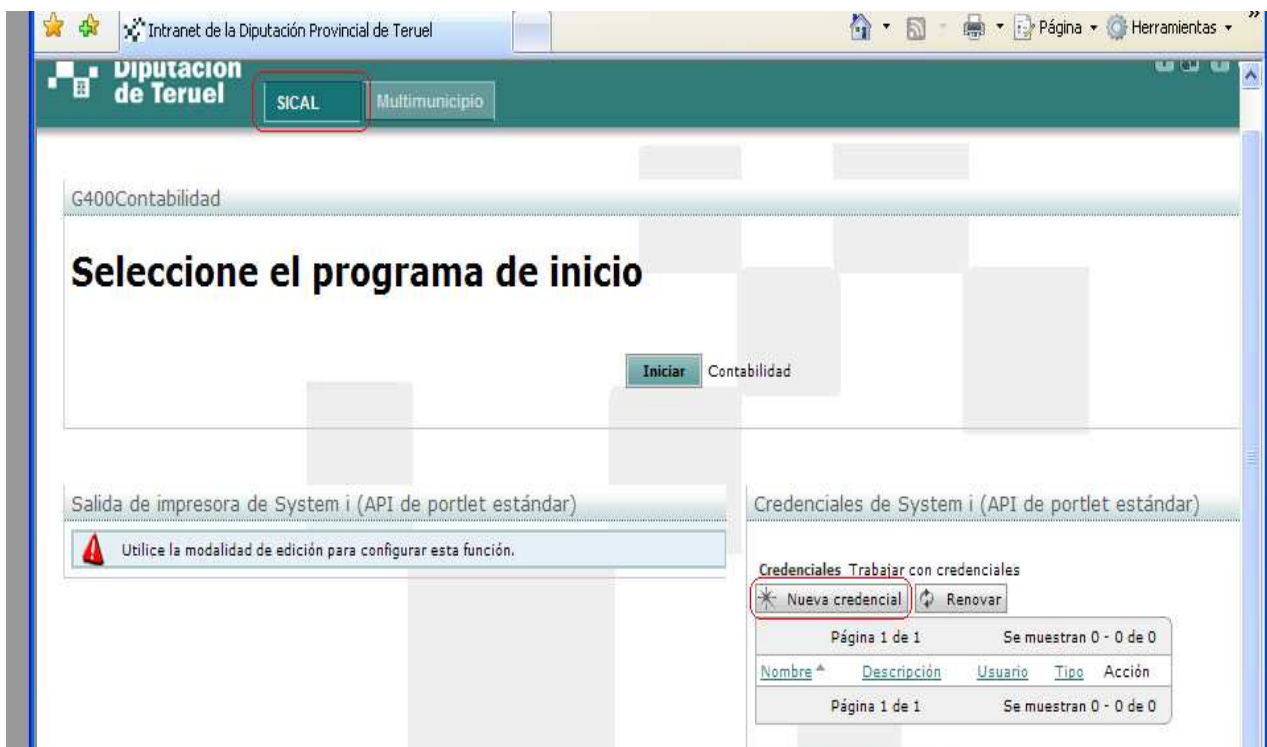 Intranet de la Diputación Provincial de Teruel
Página
Herramientas
»
Diputación
de Teruel
SICAL
Multimunicipio
G400Contabilidad
Seleccione el programa de inicio
Iniciar Contabilidad
Salida de impresora de System i (API de portlet estándar)
Utilice la modalidad de edición para configurar esta función.
Credenciales de System i (API de portlet estándar)
Credenciales Trabajar con credenciales
Nueva credencial Renovar
Página 1 de 1 Se muestran 0 - 0 de 0
Nombre Descripción Usuario Tipo Acción
Página 1 de 1 Se muestran 0 - 0 de 0